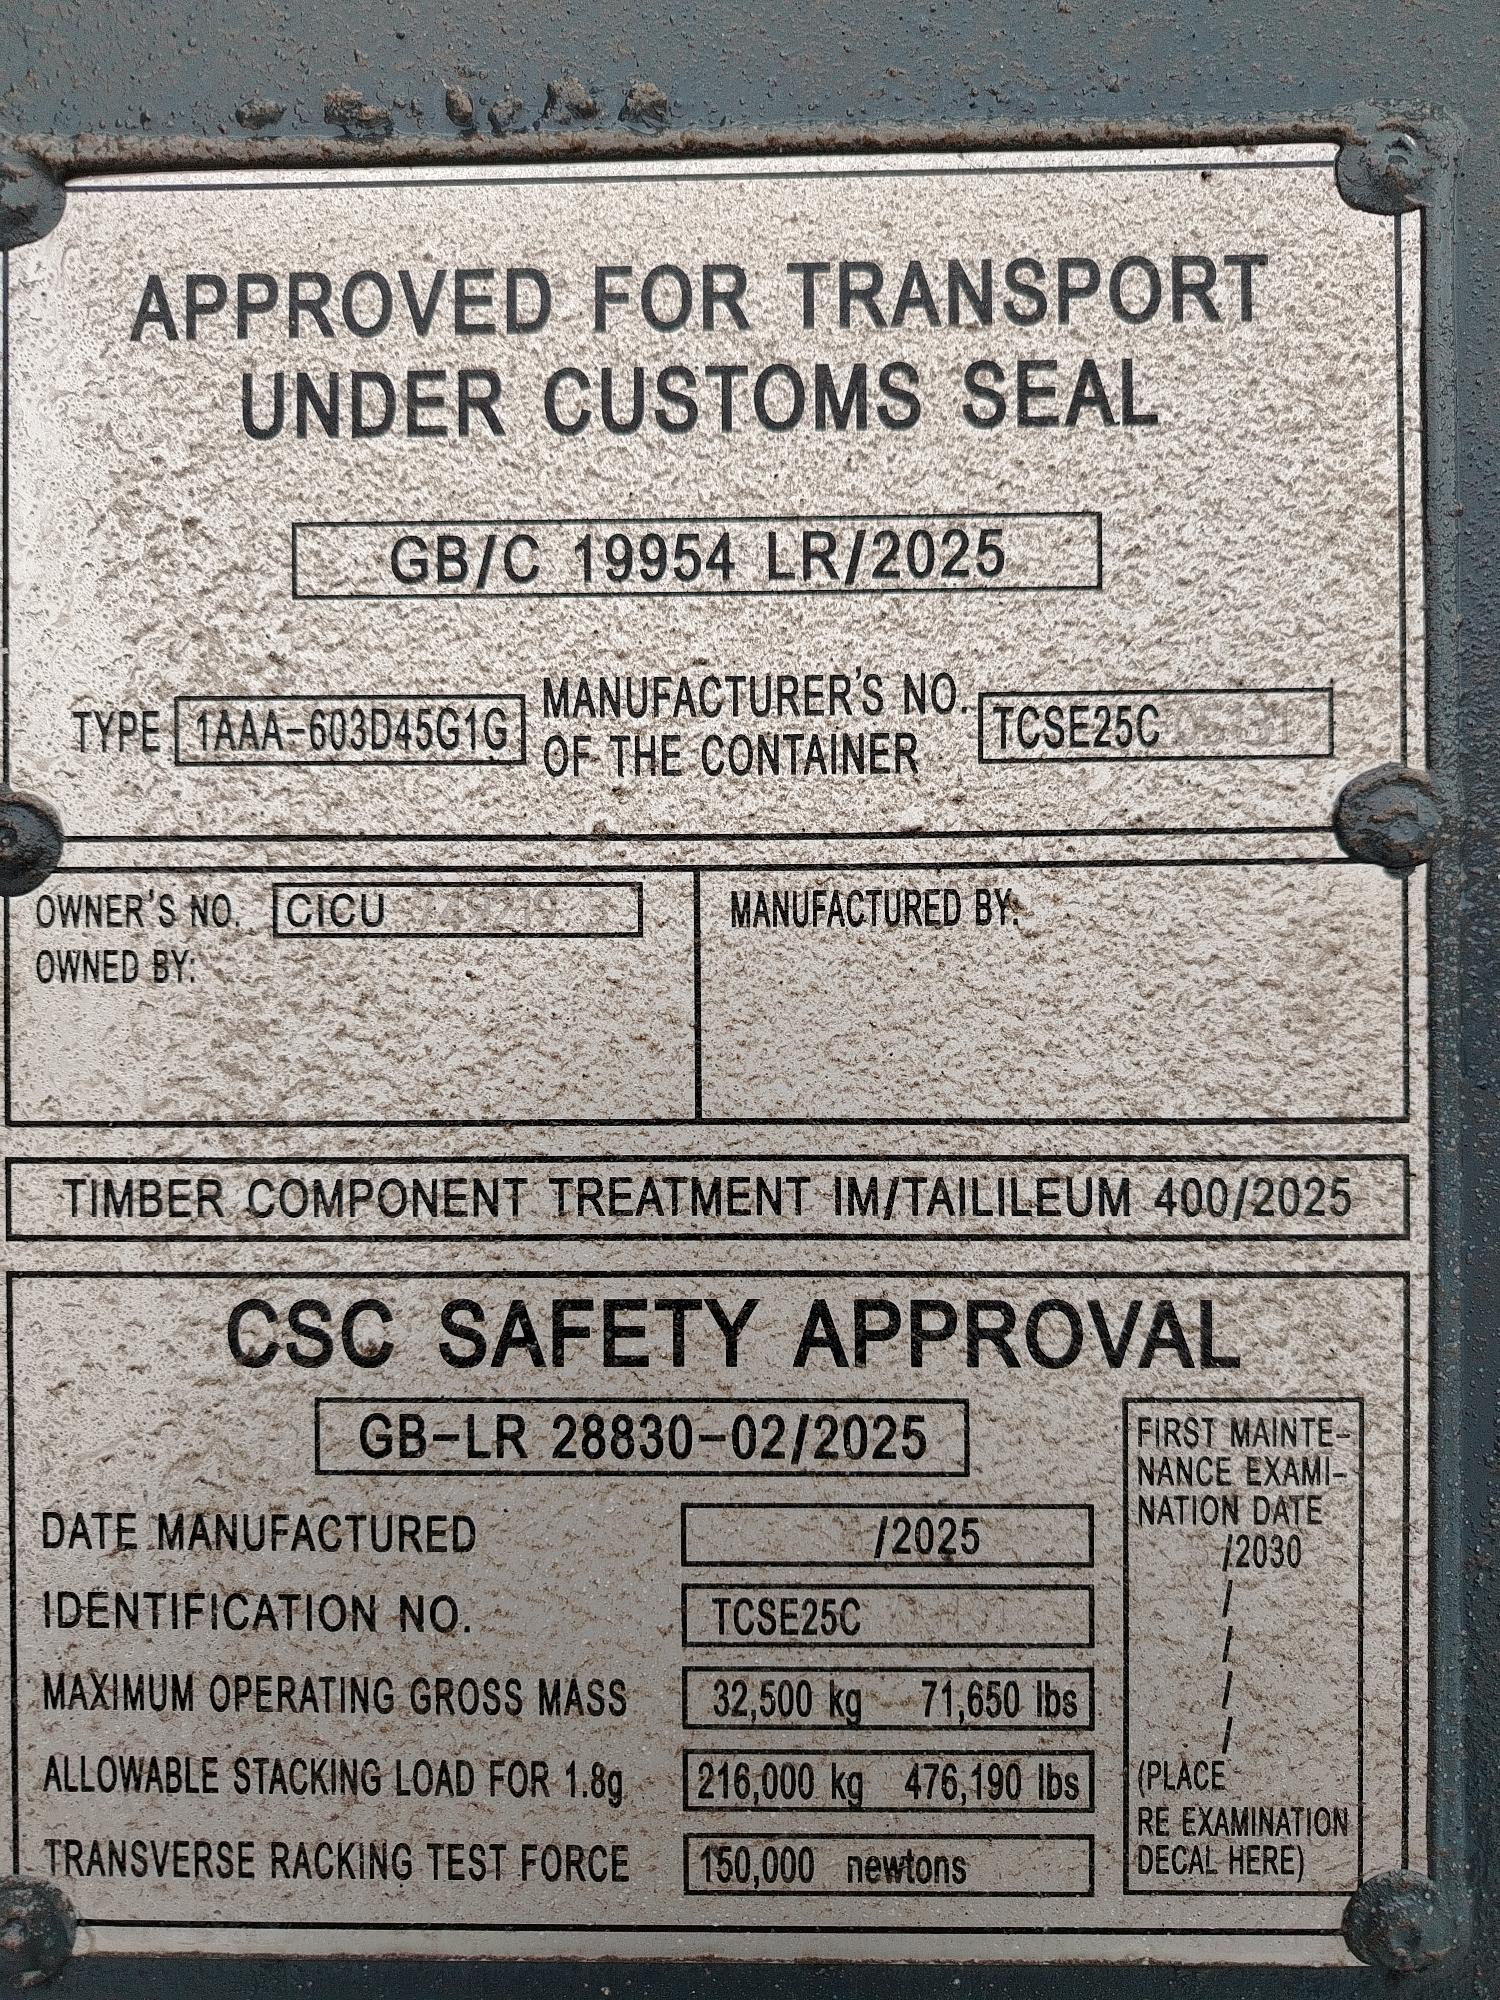 APPROVED FOR TRANSPORT
UNDER CUSTOMS SEAL
GB/C 19954 LR/2025
TYPE 1AAA-603D45G1G MANUFACTURER'S NO. OF THE CONTAINER TCSE25C
OWNER'S NO. CICU
OWNED BY:
MANUFACTURED BY:
TIMBER COMPONENT TREATMENT IM/TAILILEUM 400/2025
CSC SAFETY APPROVAL
GB-LR 28830-02/2025
DATE MANUFACTURED /2025
IDENTIFICATION NO. TCSE25C
MAXIMUM OPERATING GROSS MASS 32,500 kg 71,650 lbs
ALLOWABLE STACKING LOAD FOR 1.8g 216,000 kg 476,190 lbs
TRANSVERSE RACKING TEST FORCE 150,000 newtons
FIRST MAINTE-
NANCE EXAMI-
NATION DATE
/2030
/
/
/
/
(PLACE
RE EXAMINATION
DECAL HERE)